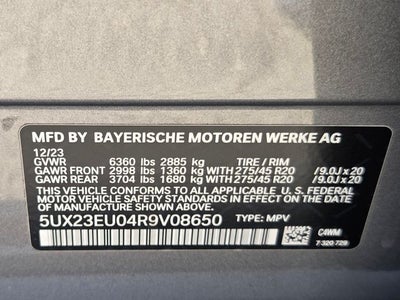 MFD BY BAYERISCHE MOTOREN WERKE AG
12/23
GVWR 6360 lbs 2885 kg TIRE / RIM
GAWR FRONT 2998 lbs 1360 kg WITH 275/45 R20 /9.0J x 20
GAWR REAR 3704 lbs 1680 kg WITH 275/45 R20 /9.0J x 20
THIS VEHICLE CONFORMS TO ALL APPLICABLE FEDERAL
MOTOR VEHICLE SAFETY STANDARDS IN EFFECT ON THE
DATE OF MANUFACTURE SHOWN ABOVE.
5UX23EU04R9V08650 TYPE: MPV
C4WM
7 320 729